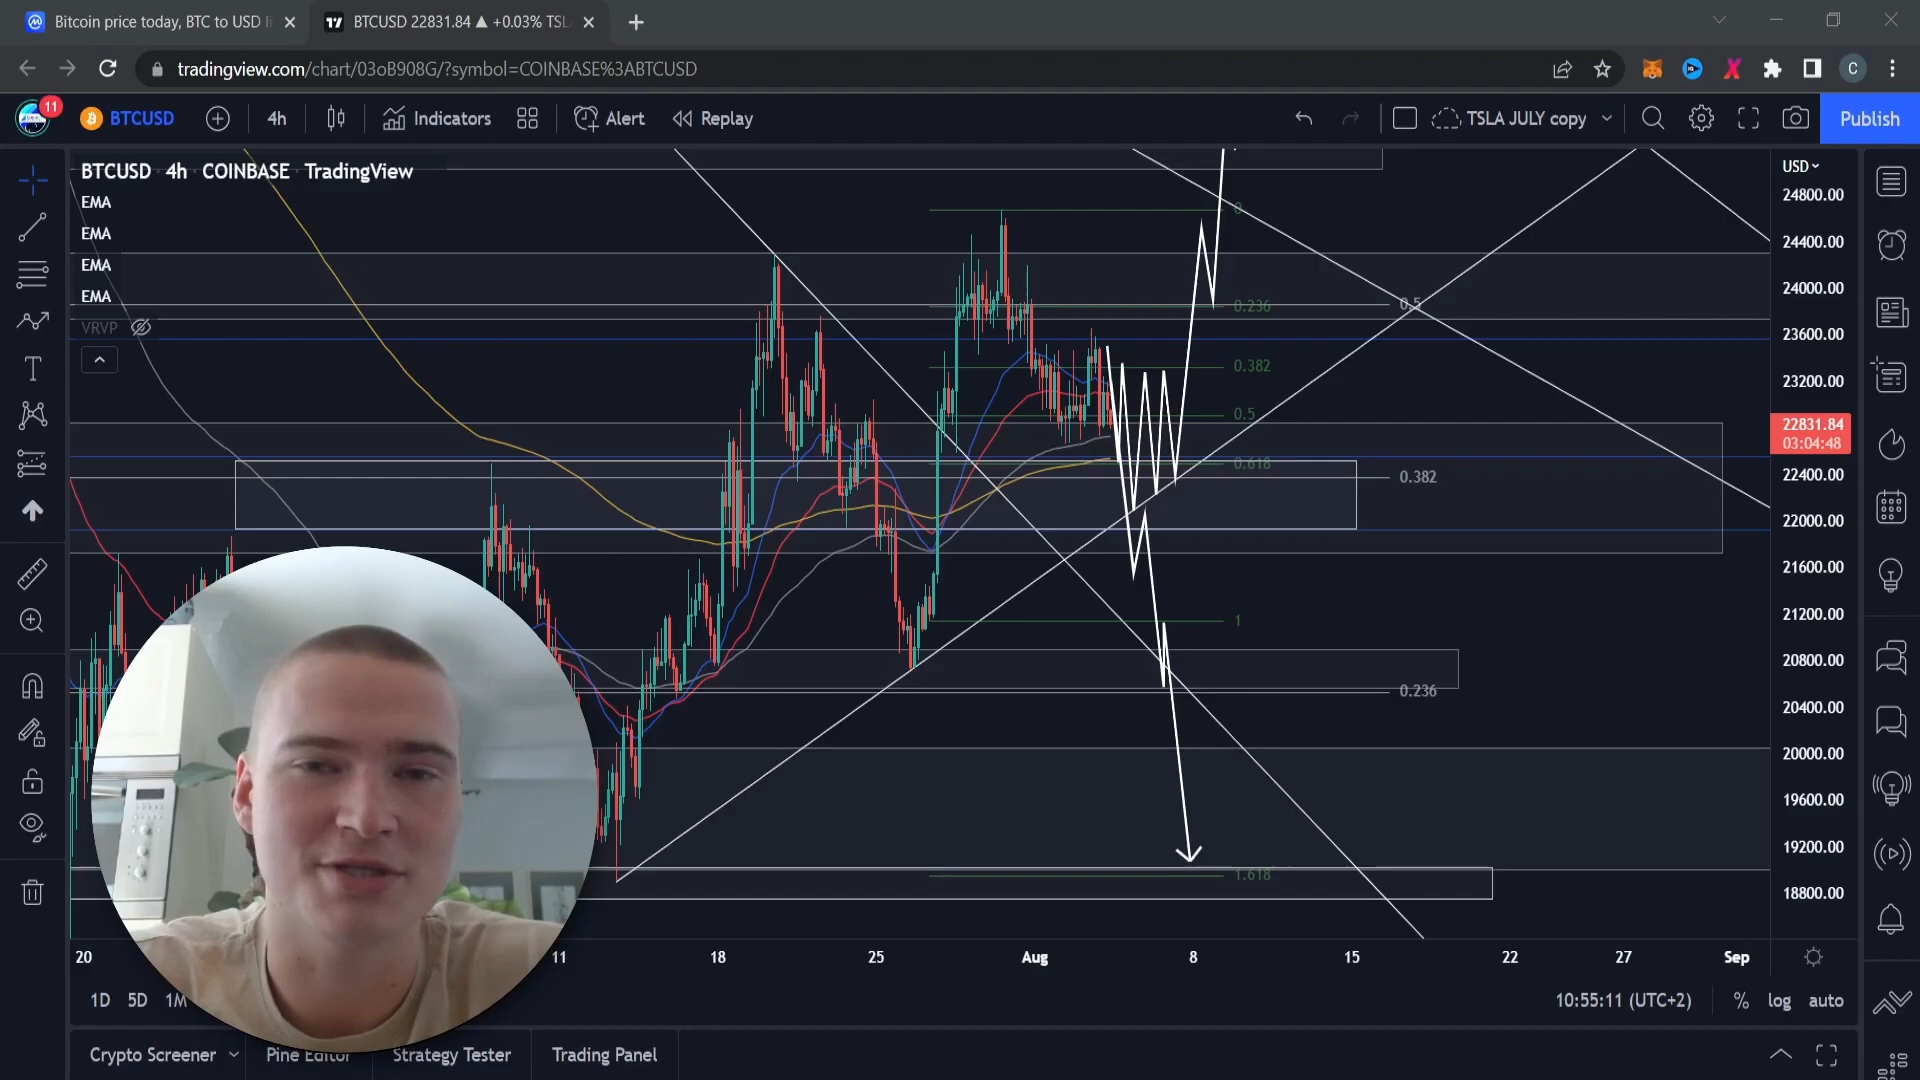 Bitcoin price today, BTC to USD l
BTCUSD 22831.84 ▲ +0.03% TSL
tradingview.com/chart/03oB908G/?symbol=COINBASE%3ABTCUSD
C
11
BTCUSD
4h
Indicators
Alert
Replay
TSLA JULY copy
Publish
BTCUSD · 4h · COINBASE · TradingView
EMA
EMA
EMA
EMA
VRVP
USD
24800.00
24400.00
24000.00
23600.00
23200.00
22831.84
03:04:48
22400.00
22000.00
21600.00
21200.00
20800.00
20400.00
20000.00
19600.00
19200.00
18800.00
0
0.236
0.5
0.382
0.5
0.618
0.382
1
0.236
1.618
20
11
18
25
Aug
8
15
22
27
Sep
1D
5D
1M
10:55:11 (UTC+2)
%
log
auto
Crypto Screener
Pine Editor
Strategy Tester
Trading Panel